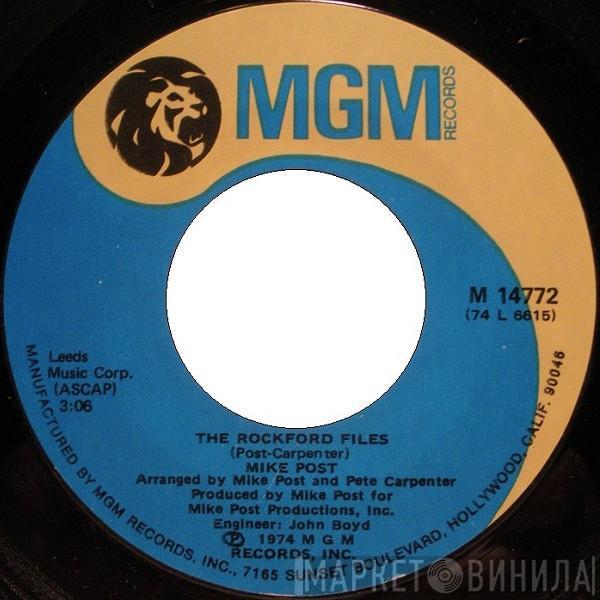 MGM
RECORDS
M 14772
(74 L 6615)
Leeds
Music Corp.
(ASCAP)
3:06
THE ROCKFORD FILES
(Post-Carpenter)
MIKE POST
Arranged by Mike Post and Pete Carpenter
Produced by Mike Post for
Mike Post Productions, Inc.
Engineer: John Boyd
Ⓟ 1974 M G M
RECORDS, INC.
MANUFACTURED BY MGM RECORDS, INC., 7165 SUNSET BOULEVARD, HOLLYWOOD, CALIF. 90046
МАРКЕТ ВИНИЛА